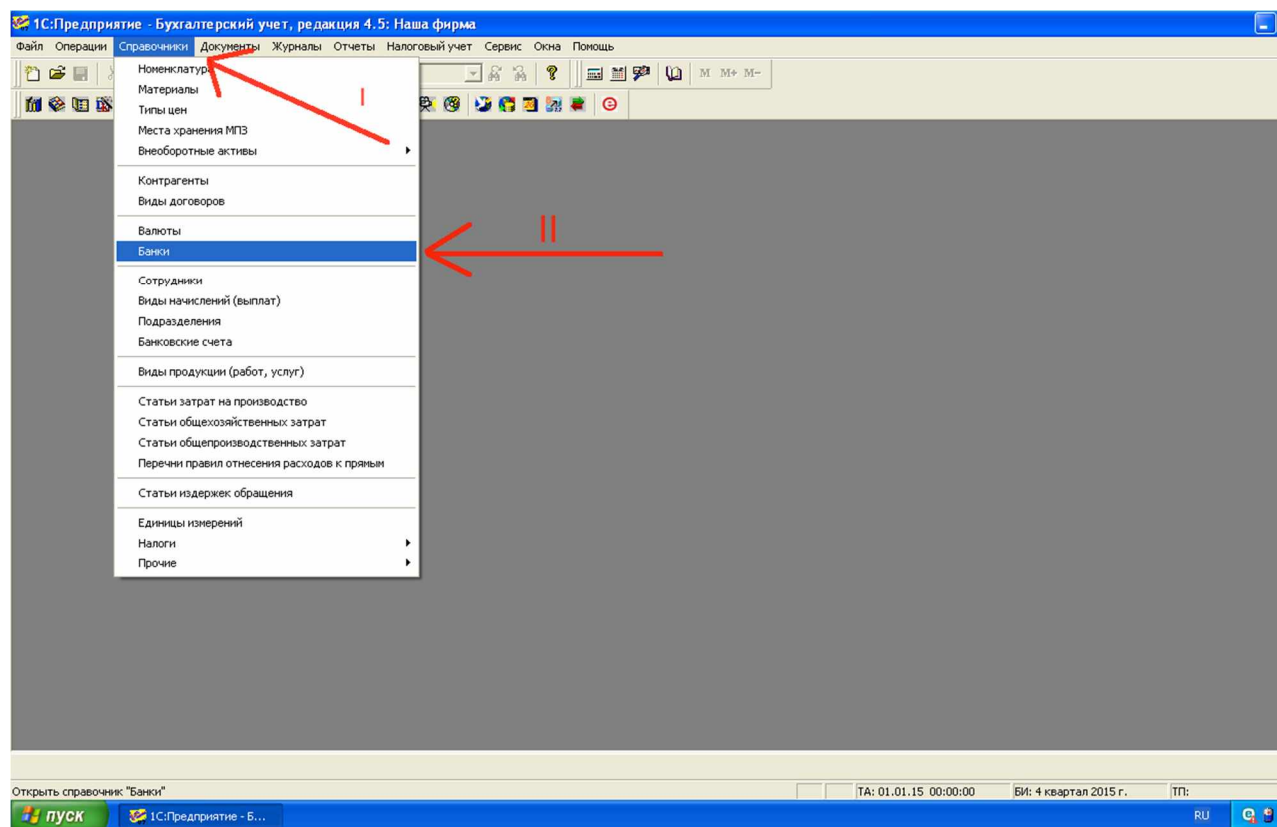 1С:Предприятие - Бухгалтерский учет, редакция 4.5: Наша фирма
Файл Операции Справочники Документы Журналы Отчеты Налоговый учет Сервис Окна Помощь
M M+ M-
Номенклатура
Материалы
Типы цен
Места хранения МПЗ
Внеоборотные активы
I
Контрагенты
Виды договоров
Валюты
Банки
II
Сотрудники
Виды начислений (выплат)
Подразделения
Банковские счета
Виды продукции (работ, услуг)
Статьи затрат на производство
Статьи общехозяйственных затрат
Статьи общепроизводственных затрат
Перечни правил отнесения расходов к прямым
Статьи издержек обращения
Единицы измерений
Налоги
Прочие
Открыть справочник "Банки" ТА: 01.01.15 00:00:00 БИ: 4 квартал 2015 г. ТП:
пуск 1С:Предприятие - Б... RU